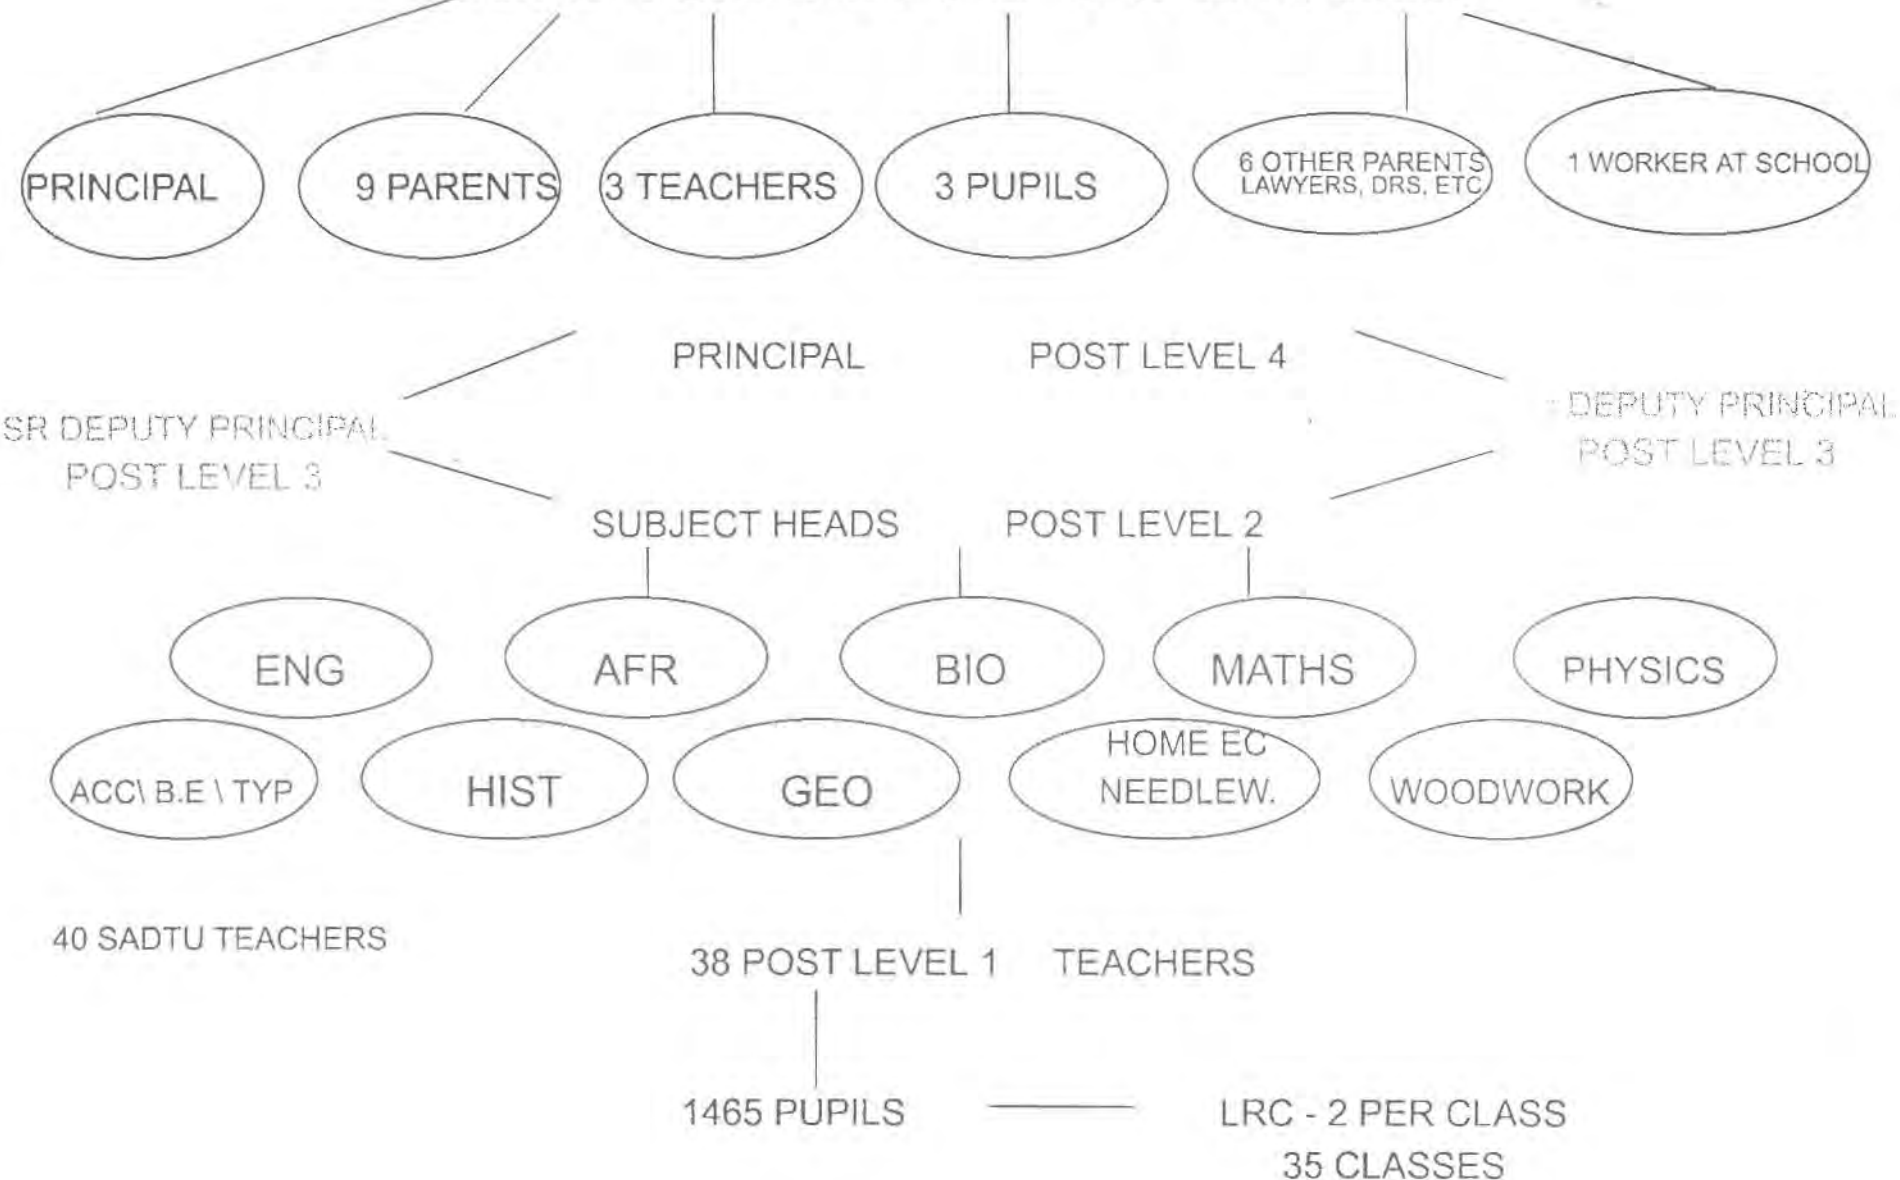 PRINCIPAL
9 PARENTS
3 TEACHERS
3 PUPILS
6 OTHER PARENTS
LAWYERS, DRS, ETC
1 WORKER AT SCHOOL
PRINCIPAL POST LEVEL 4
SR DEPUTY PRINCIPAL
POST LEVEL 3
DEPUTY PRINCIPAL
POST LEVEL 3
SUBJECT HEADS POST LEVEL 2
ENG
AFR
BIO
MATHS
PHYSICS
ACC\ B.E \ TYP
HIST
GEO
HOME EC
NEEDLEW.
WOODWORK
40 SADTU TEACHERS
38 POST LEVEL 1 TEACHERS
1465 PUPILS
LRC - 2 PER CLASS
35 CLASSES